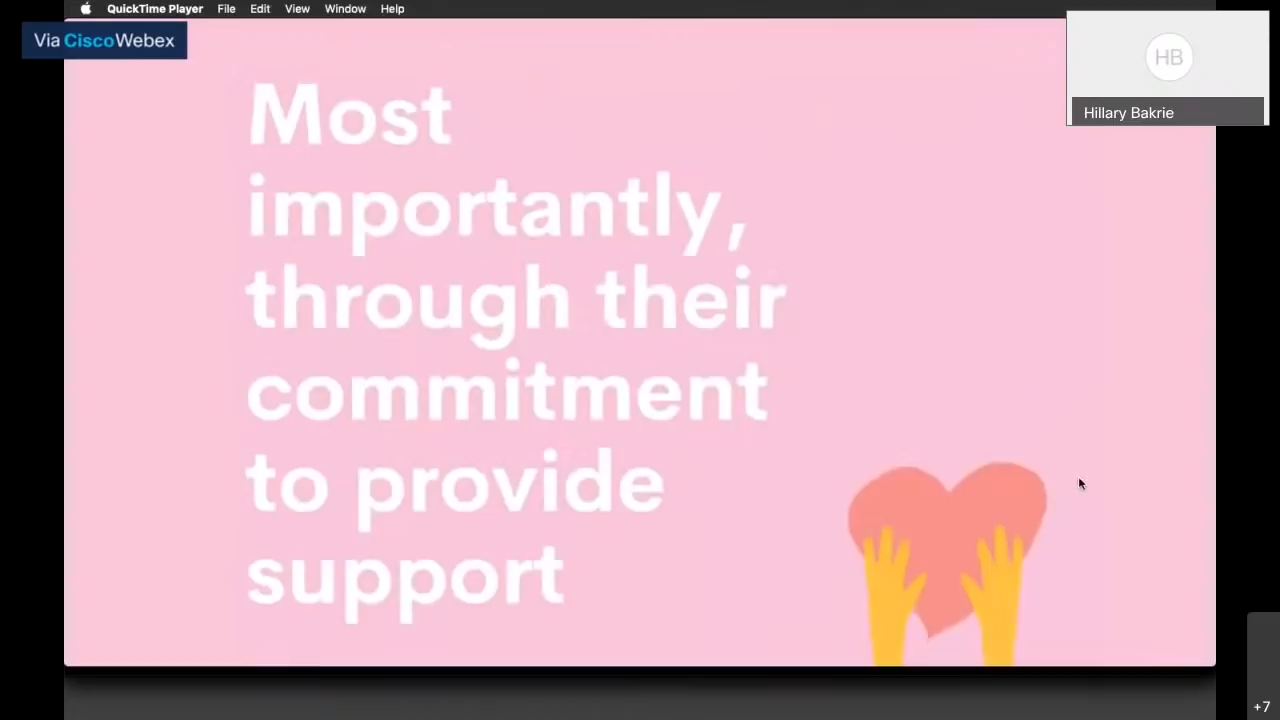 QuickTime Player File Edit View Window Help
Via CiscoWebex
HB
Hillary Bakrie
Most
importantly,
through their
commitment
to provide
support
+7